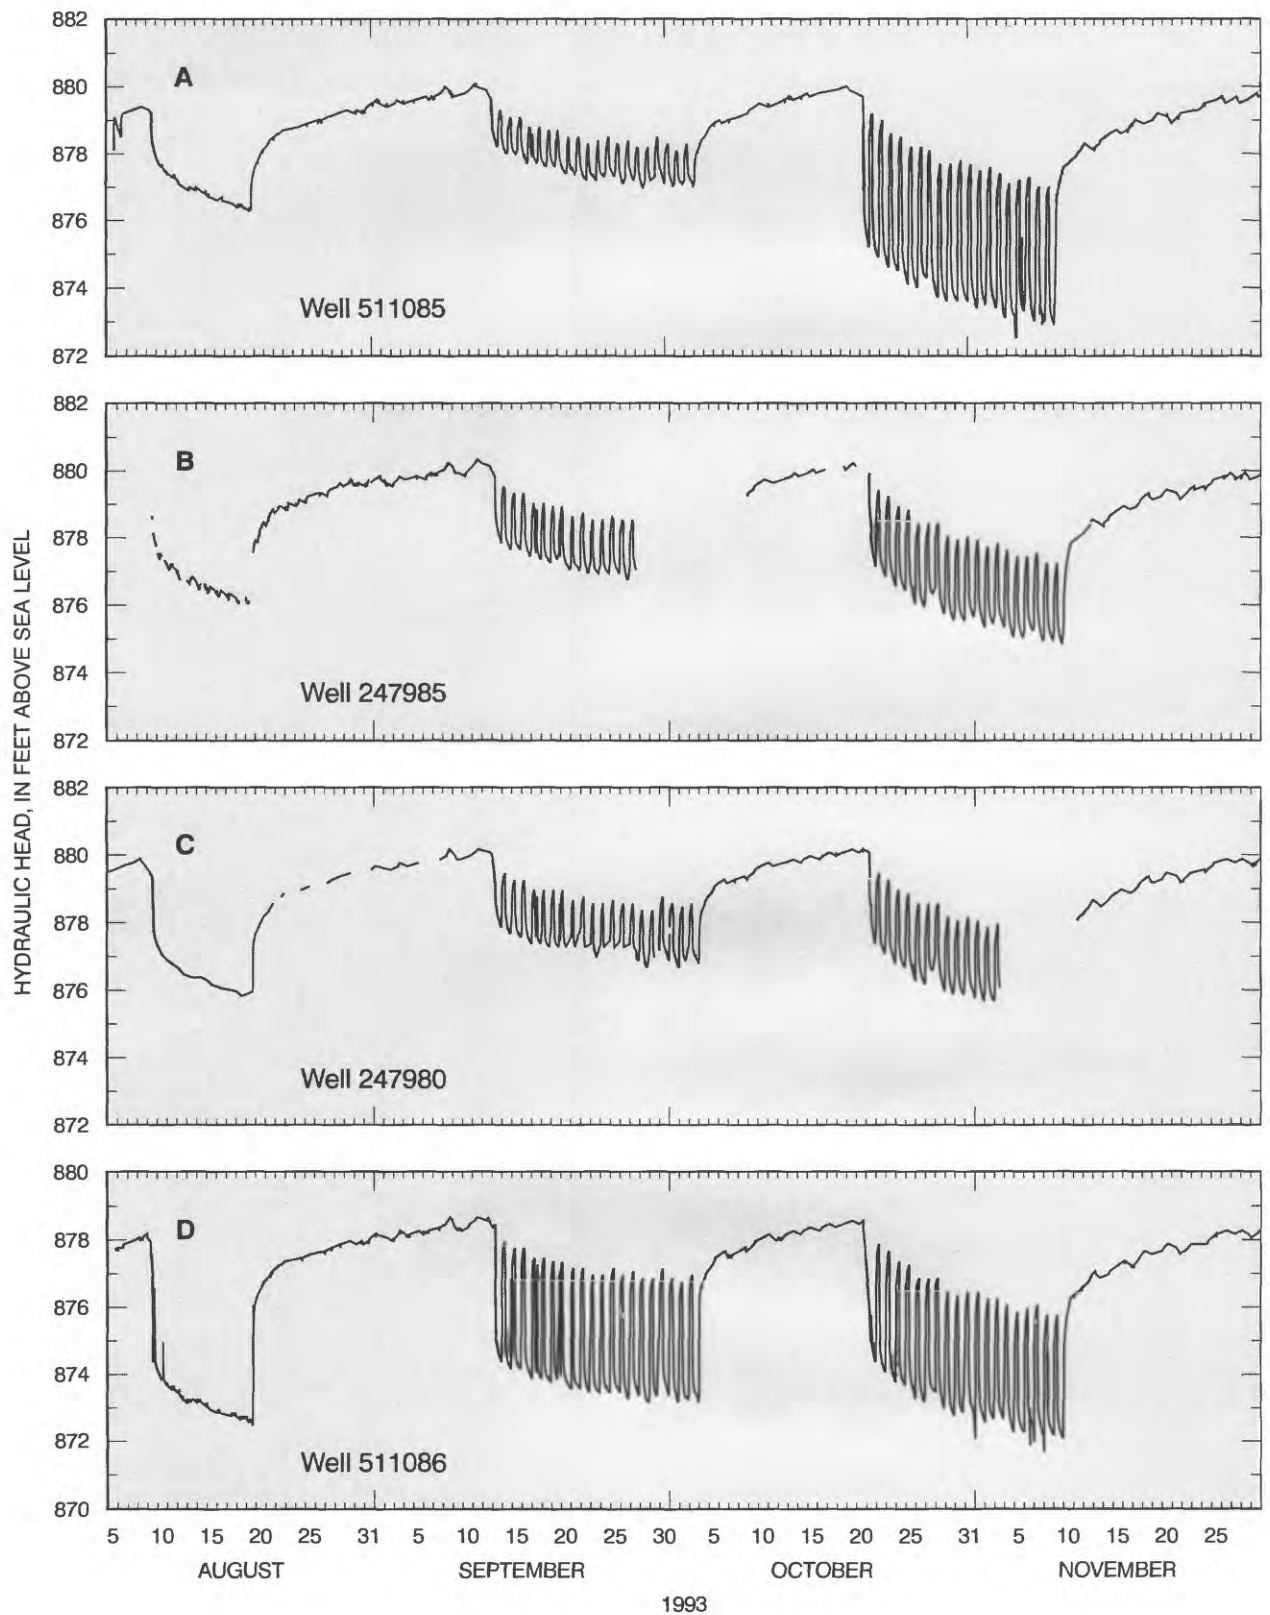 882
880
878
876
874
872
A
Well 511085
882
880
878
876
874
872
B
Well 247985
882
880
878
876
874
872
C
Well 247980
880
878
876
874
872
870
D
Well 511086
HYDRAULIC HEAD, IN FEET ABOVE SEA LEVEL
5 10 15 20 25 31 5 10 15 20 25 30 5 10 15 20 25 31 5 10 15 20 25
AUGUST SEPTEMBER OCTOBER NOVEMBER
1993